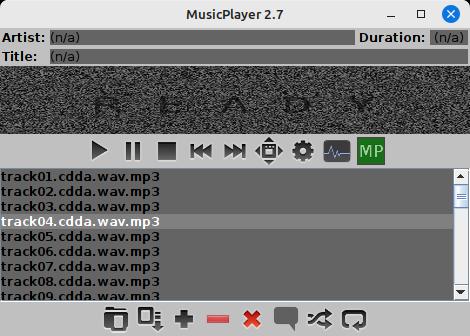 MusicPlayer 2.7
Artist: (n/a) Duration: (n/a)
Title: (n/a)
READY
MP
track01.cdda.wav.mp3
track02.cdda.wav.mp3
track03.cdda.wav.mp3
track04.cdda.wav.mp3
track05.cdda.wav.mp3
track06.cdda.wav.mp3
track07.cdda.wav.mp3
track08.cdda.wav.mp3
track09.cdda.wav.mp3